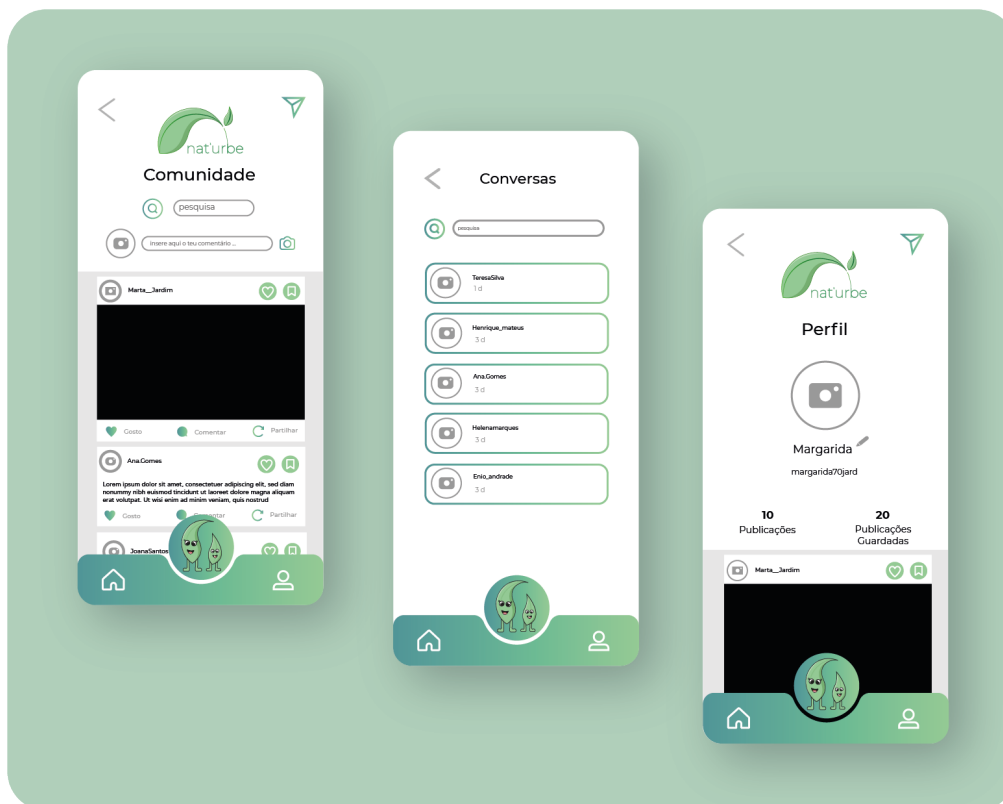 nat'urbe
Comunidade
pesquisa
insere aqui o teu comentário ...
Marta__Jardim
Gosto
Comentar
Partilhar
Ana.Gomes
Lorem ipsum dolor sit amet, consectetuer adipiscing elit, sed diam
nonummy nibh euismod tincidunt ut laoreet dolore magna aliquam
erat volutpat. Ut wisi enim ad minim veniam, quis nostrud
Gosto
Comentar
Partilhar
JoanaSantos
Conversas
pesquisa
TeresaSilva
1 d
Henrique_mateus
3 d
Ana.Gomes
3 d
Helenamarques
3 d
Enio_andrade
3 d
nat'urbe
Perfil
Margarida
margarida70jard
10
Publicações
20
Publicações
Guardadas
Marta__Jardim